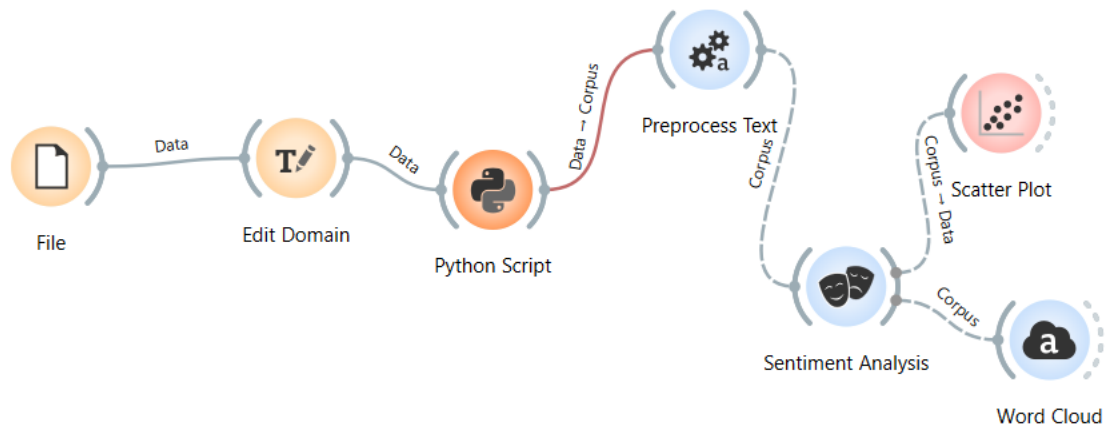 File
Data
T
Edit Domain
Data
Python Script
Data → Corpus
a
Preprocess Text
Corpus
Sentiment Analysis
Corpus → Data
Scatter Plot
Corpus
a
Word Cloud